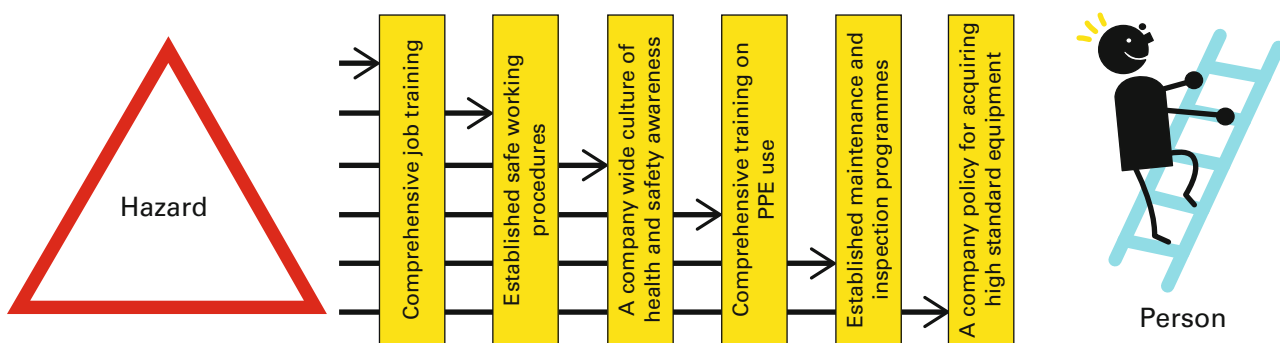 Hazard
Comprehensive job training
Established safe working
procedures
A company wide culture of
health and safety awareness
Comprehensive training on
PPE use
Established maintenance and
inspection programmes
A company policy for acquiring
high standard equipment
Person